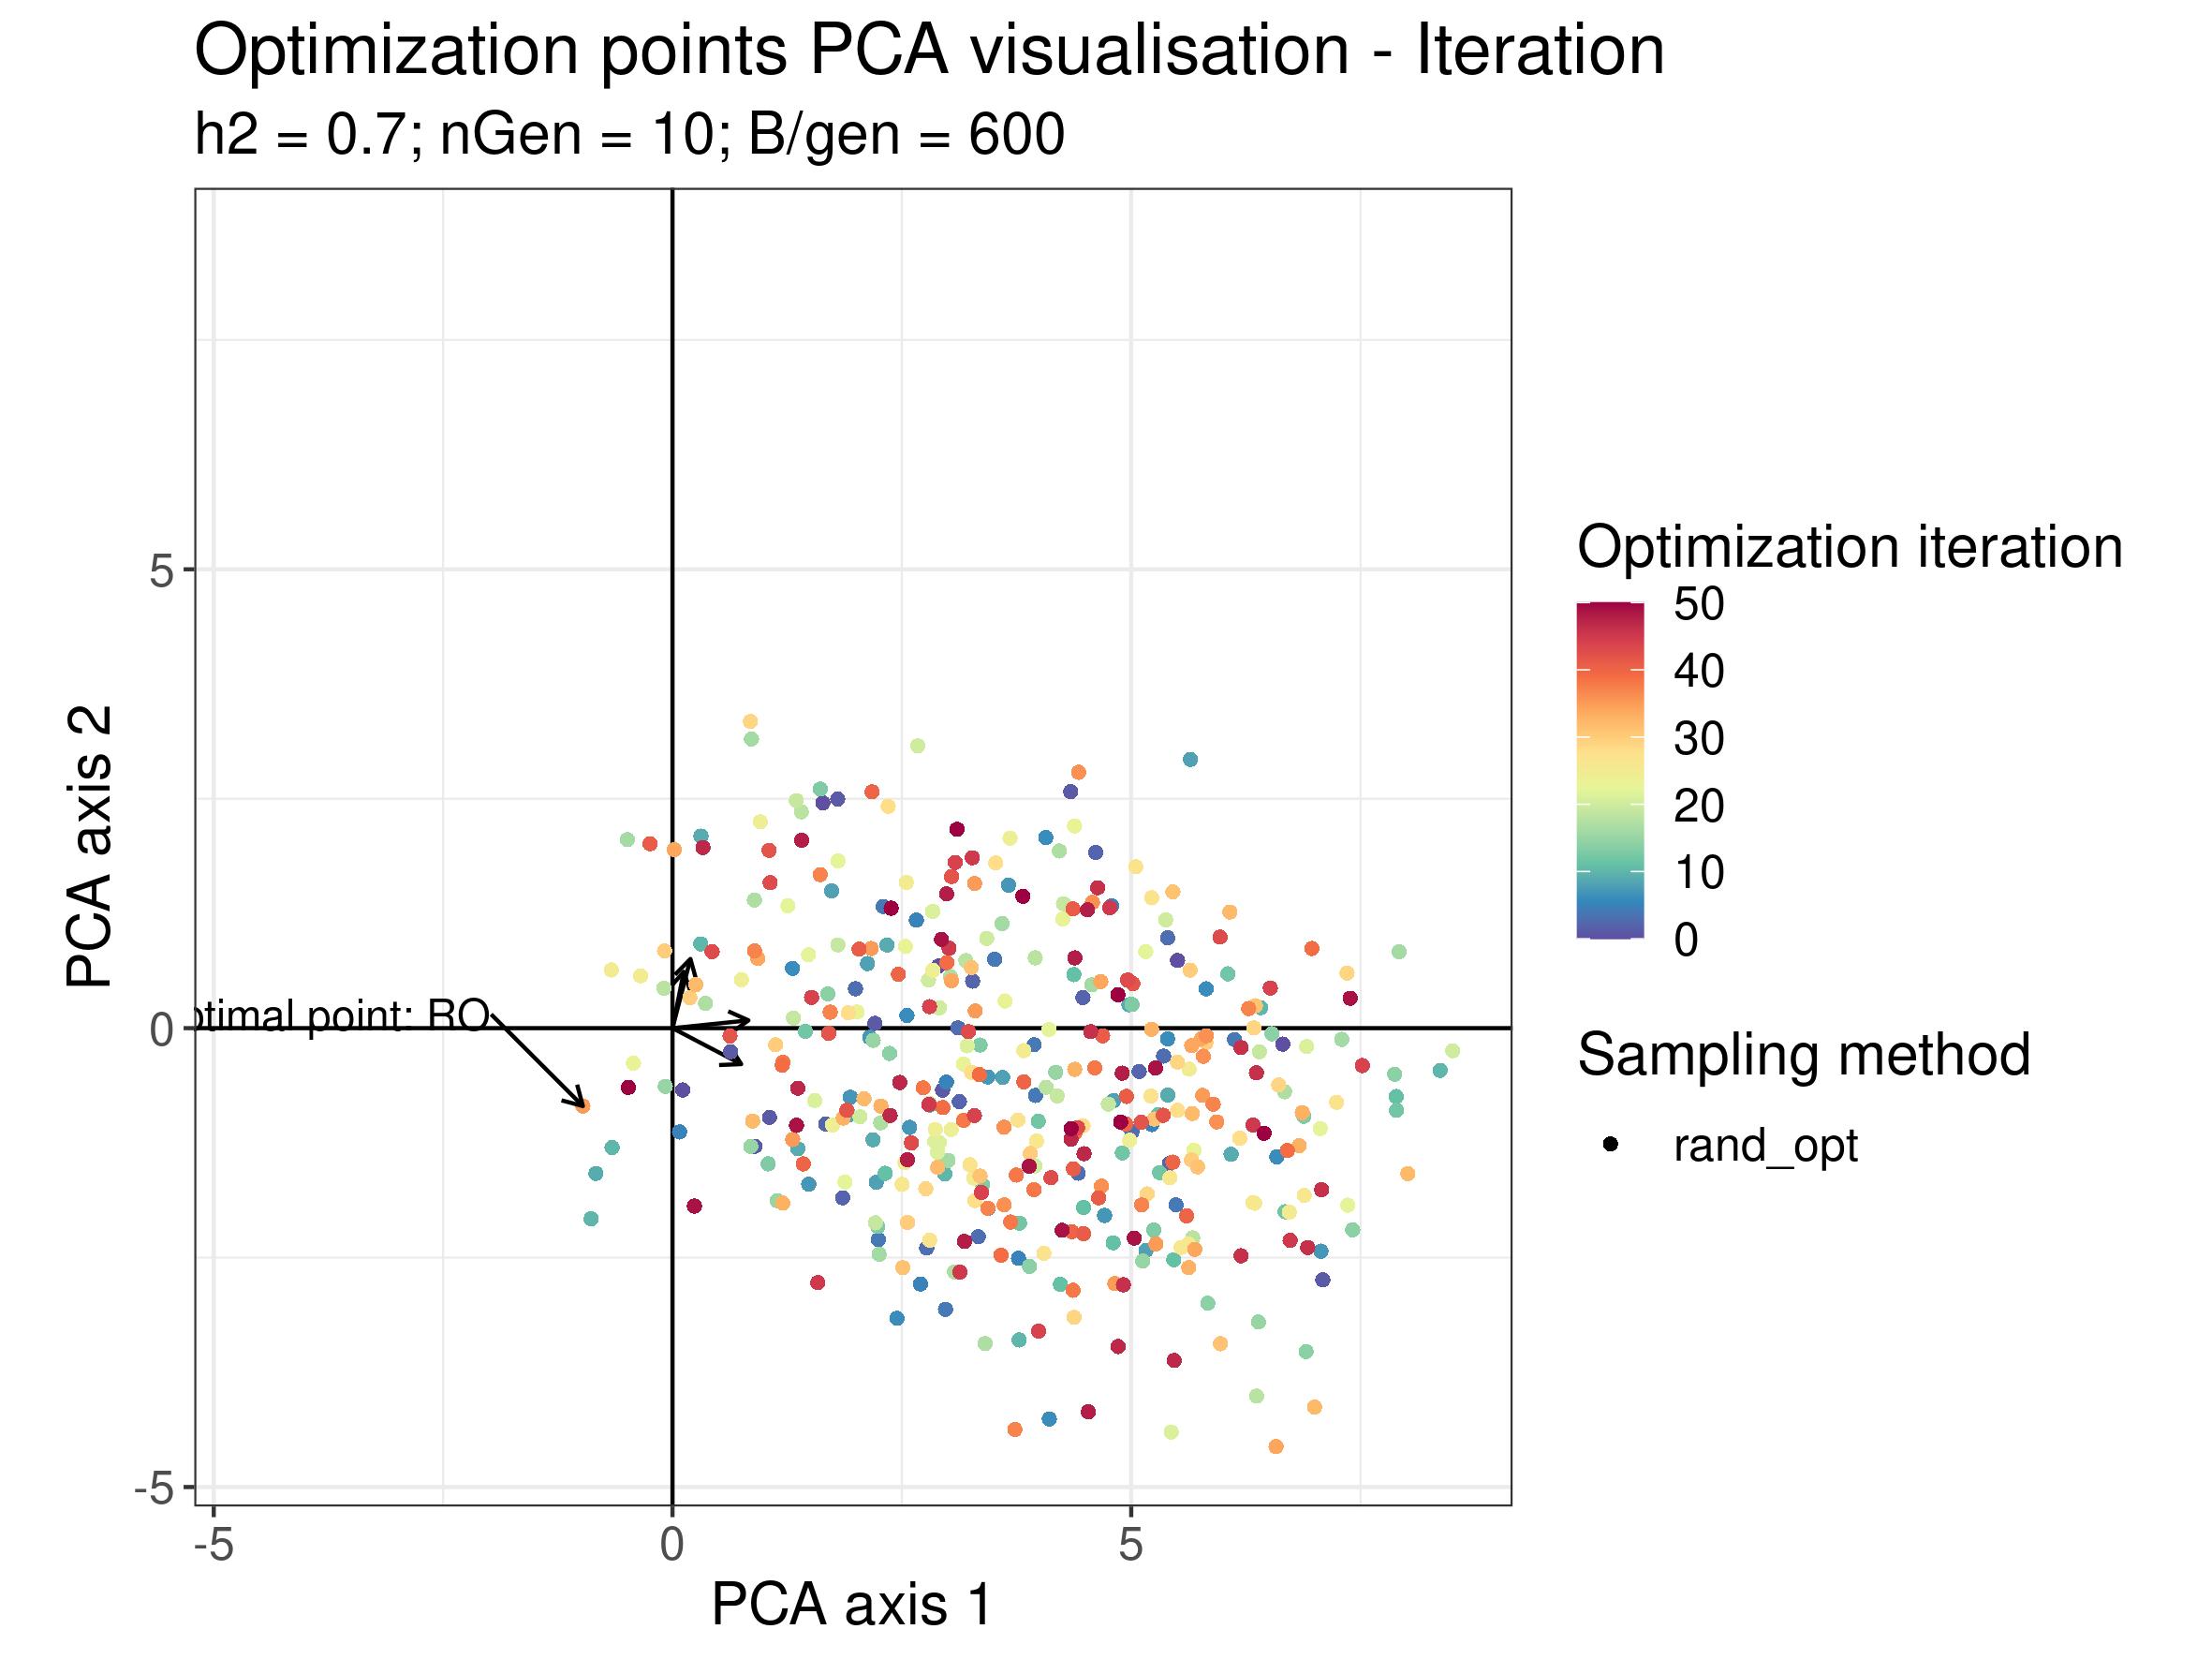 Optimization points PCA visualisation - Iteration
h2 = 0.7; nGen = 10; B/gen = 600
PCA axis 2
5
0
-5
point: RO
-5
0
5
PCA axis 1
Optimization iteration
50
40
30
20
10
0
Sampling method
rand_opt